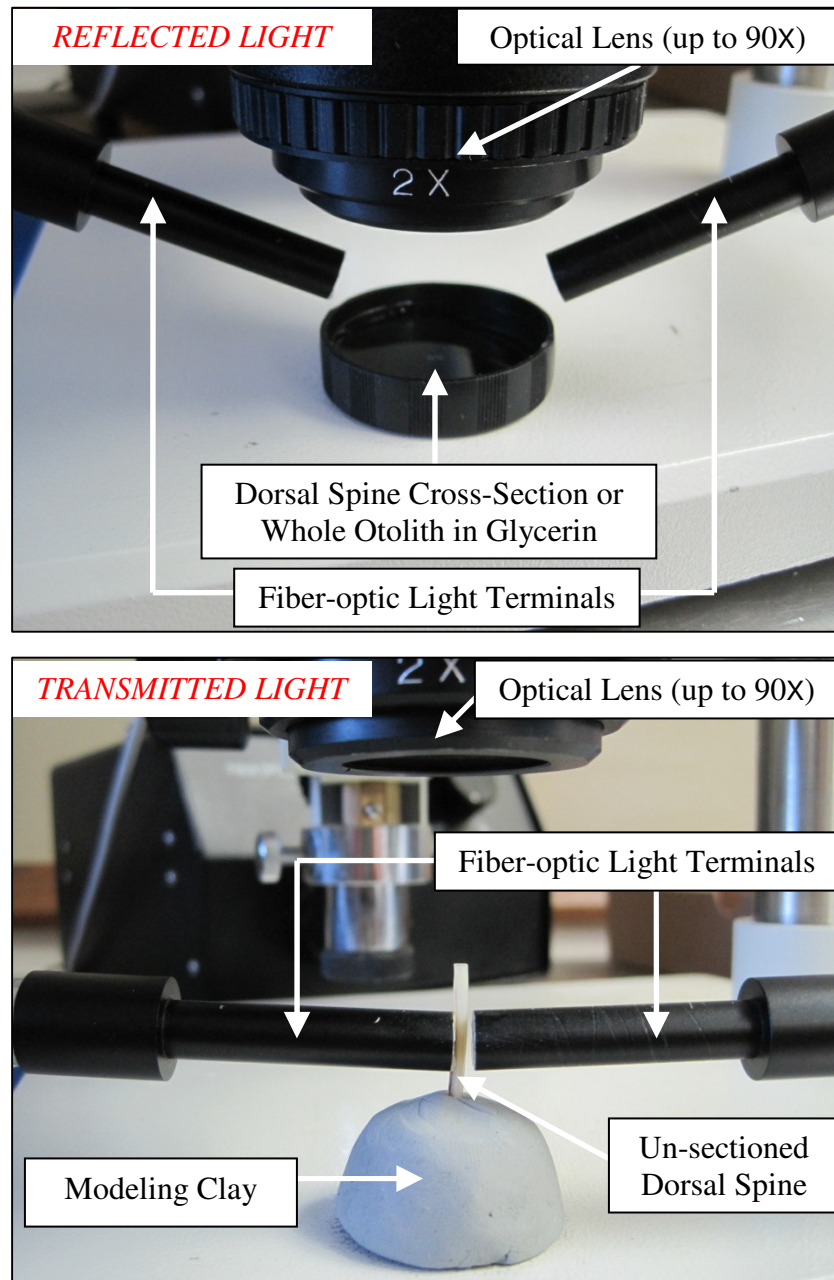 REFLECTED LIGHT
Optical Lens (up to 90X)
2 X
Dorsal Spine Cross-Section or
Whole Otolith in Glycerin
Fiber-optic Light Terminals
TRANSMITTED LIGHT
2 X
Optical Lens (up to 90X)
Fiber-optic Light Terminals
Un-sectioned
Dorsal Spine
Modeling Clay